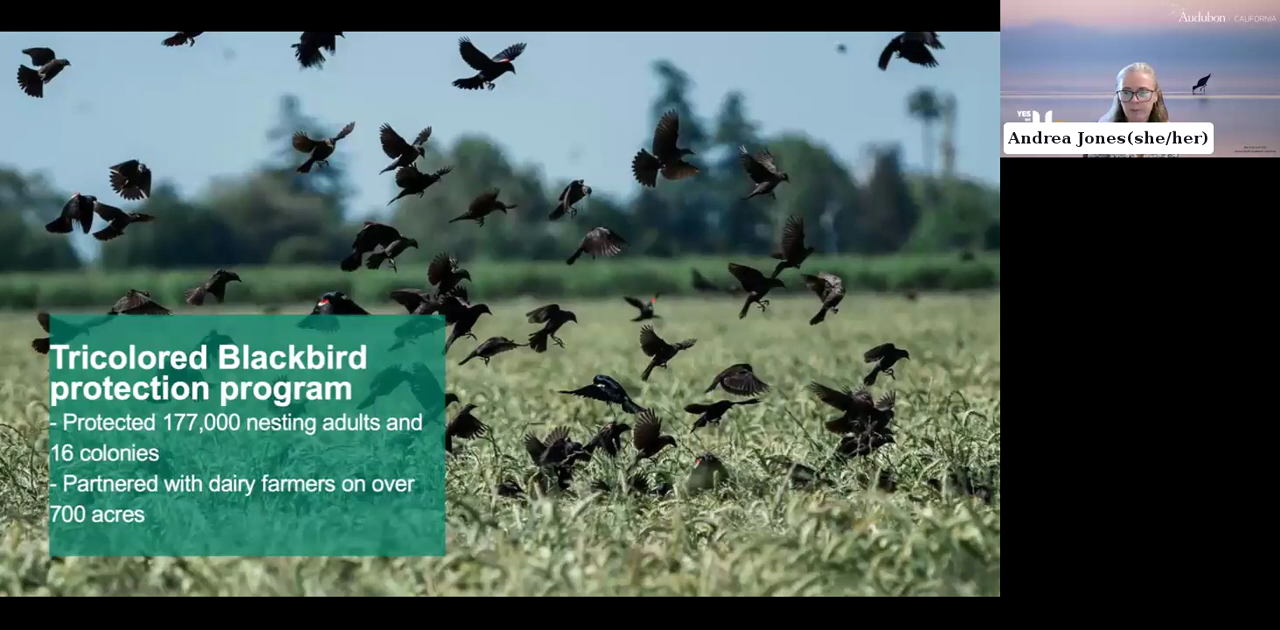 Tricolored Blackbird
protection program
- Protected 177,000 nesting adults and
16 colonies
- Partnered with dairy farmers on over
700 acres
Audubon | CALIFORNIA
YES
Andrea Jones(she/her)